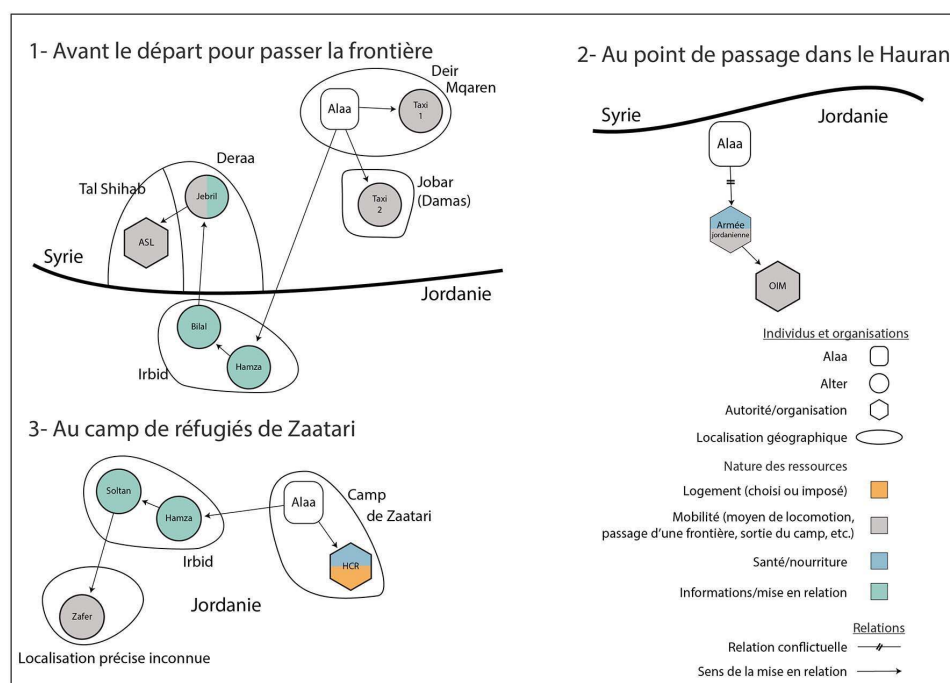 1- Avant le départ pour passer la frontière
Deir
Mqaren
Alaa
Taxi
1
Jobar
(Damas)
Taxi
2
Deraa
Tal Shihab
Jebril
ASL
Syrie
Jordanie
Bilal
Hamza
Irbid
2- Au point de passage dans le Hauran
Syrie
Jordanie
Alaa
Armée
jordanienne
OIM
3- Au camp de réfugiés de Zaatari
Soltan
Hamza
Irbid
Alaa
Camp
de Zaatari
HCR
Jordanie
Zafer
Localisation précise inconnue
Individus et organisations
Alaa
Alter
Autorité/organisation
Localisation géographique
Nature des ressources
Logement (choisi ou imposé)
Mobilité (moyen de locomotion,
passage d'une frontière, sortie du camp, etc.)
Santé/nourriture
Informations/mise en relation
Relations
Relation conflictuelle
Sens de la mise en relation